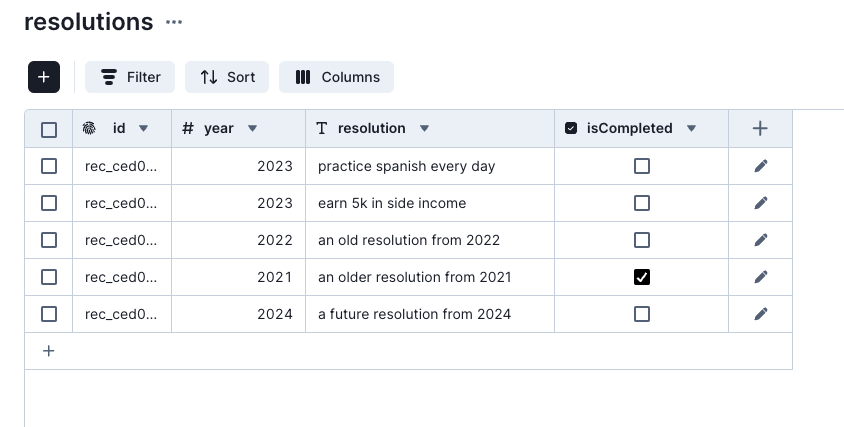 resolutions ...
+ Filter Sort Columns
id # year T resolution isCompleted +
rec_ced0... 2023 practice spanish every day
rec_ced0... 2023 earn 5k in side income
rec_ced0... 2022 an old resolution from 2022
rec_ced0... 2021 an older resolution from 2021
rec_ced0... 2024 a future resolution from 2024
+